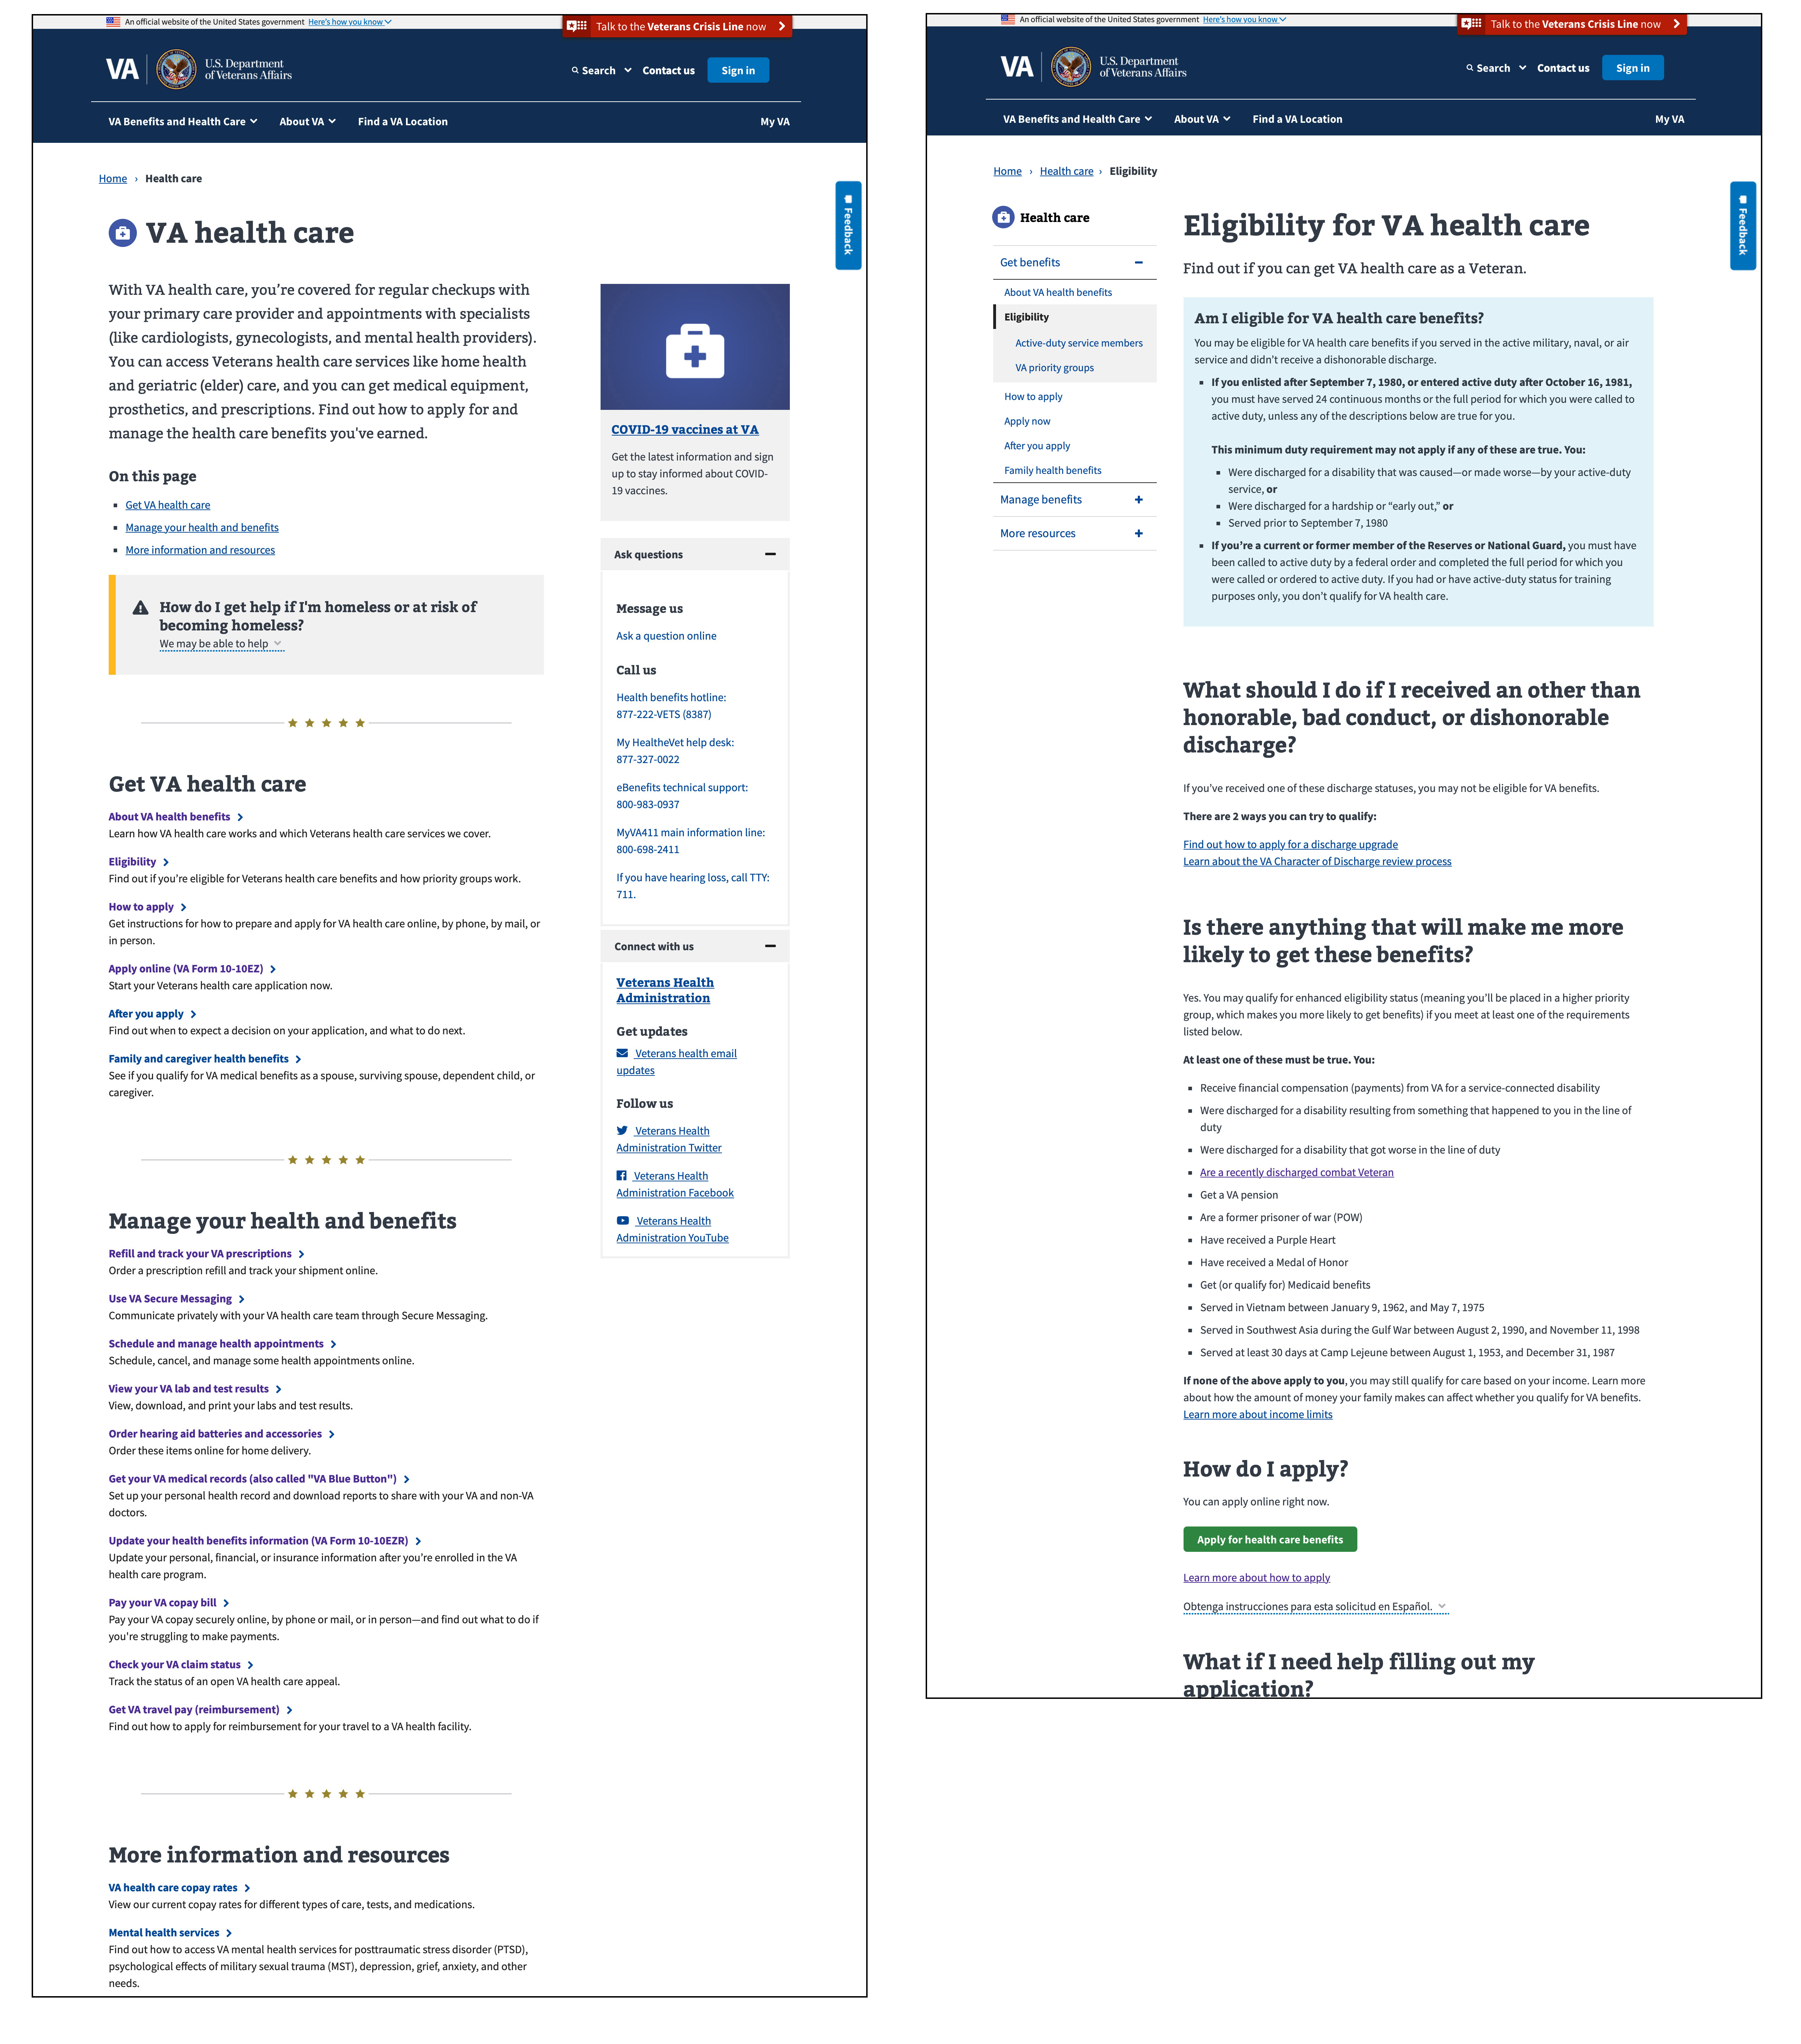 An official website of the United States government Here's how you know
Talk to the Veterans Crisis Line now
VA
U.S. Department
of Veterans Affairs
Search
Contact us
Sign in
VA Benefits and Health Care
About VA
Find a VA Location
My VA
Home › Health care
Feedback
VA health care
With VA health care, you're covered for regular checkups with
your primary care provider and appointments with specialists
(like cardiologists, gynecologists, and mental health providers).
You can access Veterans health care services like home health
and geriatric (elder) care, and you can get medical equipment,
prosthetics, and prescriptions. Find out how to apply for and
manage the health care benefits you've earned.
On this page
Get VA health care
Manage your health and benefits
More information and resources
How do I get help if I'm homeless or at risk of
becoming homeless?
We may be able to help
Get VA health care
About VA health benefits
Learn how VA health care works and which Veterans health care services we cover.
Eligibility
Find out if you're eligible for Veterans health care benefits and how priority groups work.
How to apply
Get instructions for how to prepare and apply for VA health care online, by phone, by mail, or
in person.
Apply online (VA Form 10-10EZ)
Start your Veterans health care application now.
After you apply
Find out when to expect a decision on your application, and what to do next.
Family and caregiver health benefits
See if you qualify for VA medical benefits as a spouse, surviving spouse, dependent child, or
caregiver.
Manage your health and benefits
Refill and track your VA prescriptions
Order a prescription refill and track your shipment online.
Use VA Secure Messaging
Communicate privately with your VA health care team through Secure Messaging.
Schedule and manage health appointments
Schedule, cancel, and manage some health appointments online.
View your VA lab and test results
View, download, and print your labs and test results.
Order hearing aid batteries and accessories
Order these items online for home delivery.
Get your VA medical records (also called "VA Blue Button")
Set up your personal health record and download reports to share with your VA and non-VA
doctors.
Update your health benefits information (VA Form 10-10EZR)
Update your personal, financial, or insurance information after you're enrolled in the VA
health care program.
Pay your VA copay bill
Pay your VA copay securely online, by phone or mail, or in person—and find out what to do if
you're struggling to make payments.
Check your VA claim status
Track the status of an open VA health care appeal.
Get VA travel pay (reimbursement)
Find out how to apply for reimbursement for your travel to a VA health facility.
More information and resources
VA health care copay rates
View our current copay rates for different types of care, tests, and medications.
Mental health services
Find out how to access VA mental health services for posttraumatic stress disorder (PTSD),
psychological effects of military sexual trauma (MST), depression, grief, anxiety, and other
needs.
COVID-19 vaccines at VA
Get the latest information and sign
up to stay informed about COVID-
19 vaccines.
Ask questions
Message us
Ask a question online
Call us
Health benefits hotline:
877-222-VETS (8387)
My HealtheVet help desk:
877-327-0022
eBenefits technical support:
800-983-0937
MyVA411 main information line:
800-698-2411
If you have hearing loss, call TTY:
711.
Connect with us
Veterans Health
Administration
Get updates
Veterans health email
updates
Follow us
Veterans Health
Administration Twitter
Veterans Health
Administration Facebook
Veterans Health
Administration YouTube
An official website of the United States government Here's how you know
Talk to the Veterans Crisis Line now
VA
U.S. Department
of Veterans Affairs
Search
Contact us
Sign in
VA Benefits and Health Care
About VA
Find a VA Location
My VA
Home › Health care › Eligibility
Feedback
Health care
Get benefits
About VA health benefits
Eligibility
Active-duty service members
VA priority groups
How to apply
Apply now
After you apply
Family health benefits
Manage benefits
More resources
Eligibility for VA health care
Find out if you can get VA health care as a Veteran.
Am I eligible for VA health care benefits?
You may be eligible for VA health care benefits if you served in the active military, naval, or air
service and didn't receive a dishonorable discharge.
If you enlisted after September 7, 1980, or entered active duty after October 16, 1981,
you must have served 24 continuous months or the full period for which you were called to
active duty, unless any of the descriptions below are true for you.
This minimum duty requirement may not apply if any of these are true. You:
Were discharged for a disability that was caused—or made worse—by your active-duty
service, or
Were discharged for a hardship or “early out,” or
Served prior to September 7, 1980
If you're a current or former member of the Reserves or National Guard, you must have
been called to active duty by a federal order and completed the full period for which you
were called or ordered to active duty. If you had or have active-duty status for training
purposes only, you don't qualify for VA health care.
What should I do if I received an other than
honorable, bad conduct, or dishonorable
discharge?
If you've received one of these discharge statuses, you may not be eligible for VA benefits.
There are 2 ways you can try to qualify:
Find out how to apply for a discharge upgrade
Learn about the VA Character of Discharge review process
Is there anything that will make me more
likely to get these benefits?
Yes. You may qualify for enhanced eligibility status (meaning you'll be placed in a higher priority
group, which makes you more likely to get benefits) if you meet at least one of the requirements
listed below.
At least one of these must be true. You:
Receive financial compensation (payments) from VA for a service-connected disability
Were discharged for a disability resulting from something that happened to you in the line of
duty
Were discharged for a disability that got worse in the line of duty
Are a recently discharged combat Veteran
Get a VA pension
Are a former prisoner of war (POW)
Have received a Purple Heart
Have received a Medal of Honor
Get (or qualify for) Medicaid benefits
Served in Vietnam between January 9, 1962, and May 7, 1975
Served in Southwest Asia during the Gulf War between August 2, 1990, and November 11, 1998
Served at least 30 days at Camp Lejeune between August 1, 1953, and December 31, 1987
If none of the above apply to you, you may still qualify for care based on your income. Learn more
about how the amount of money your family makes can affect whether you qualify for VA benefits.
Learn more about income limits
How do I apply?
You can apply online right now.
Apply for health care benefits
Learn more about how to apply
Obtenga instrucciones para esta solicitud en Español.
What if I need help filling out my
application?